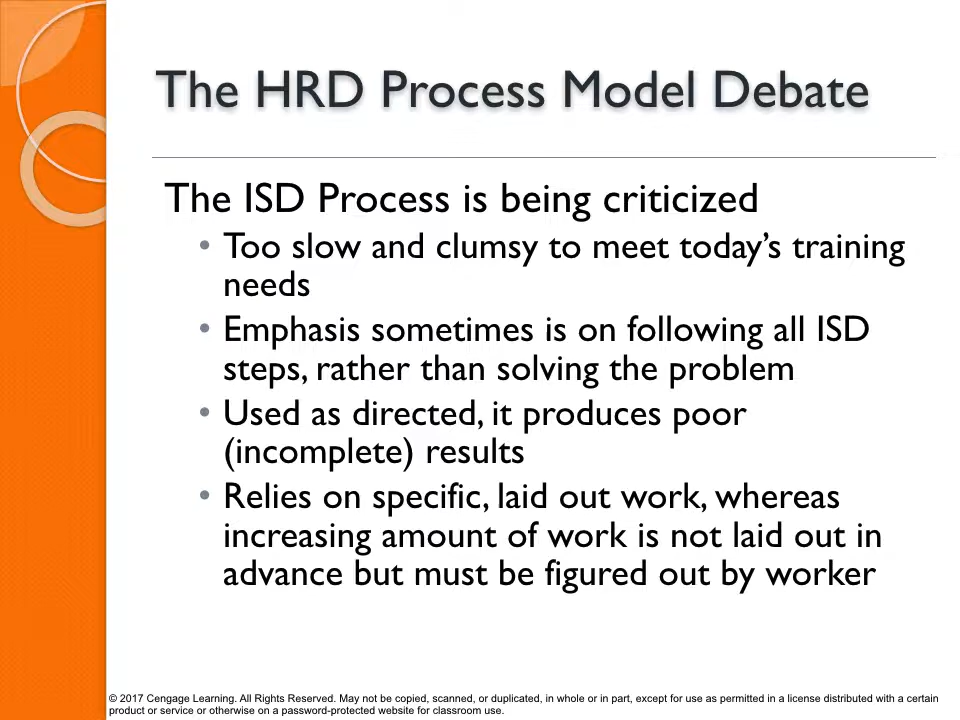 The HRD Process Model Debate
The ISD Process is being criticized
• Too slow and clumsy to meet today’s training
needs
• Emphasis sometimes is on following all ISD
steps, rather than solving the problem
• Used as directed, it produces poor
(incomplete) results
• Relies on specific, laid out work, whereas
increasing amount of work is not laid out in
advance but must be figured out by worker
© 2017 Cengage Learning. All Rights Reserved. May not be copied, scanned, or duplicated, in whole or in part, except for use as permitted in a license distributed with a certain
product or service or otherwise on a password-protected website for classroom use.